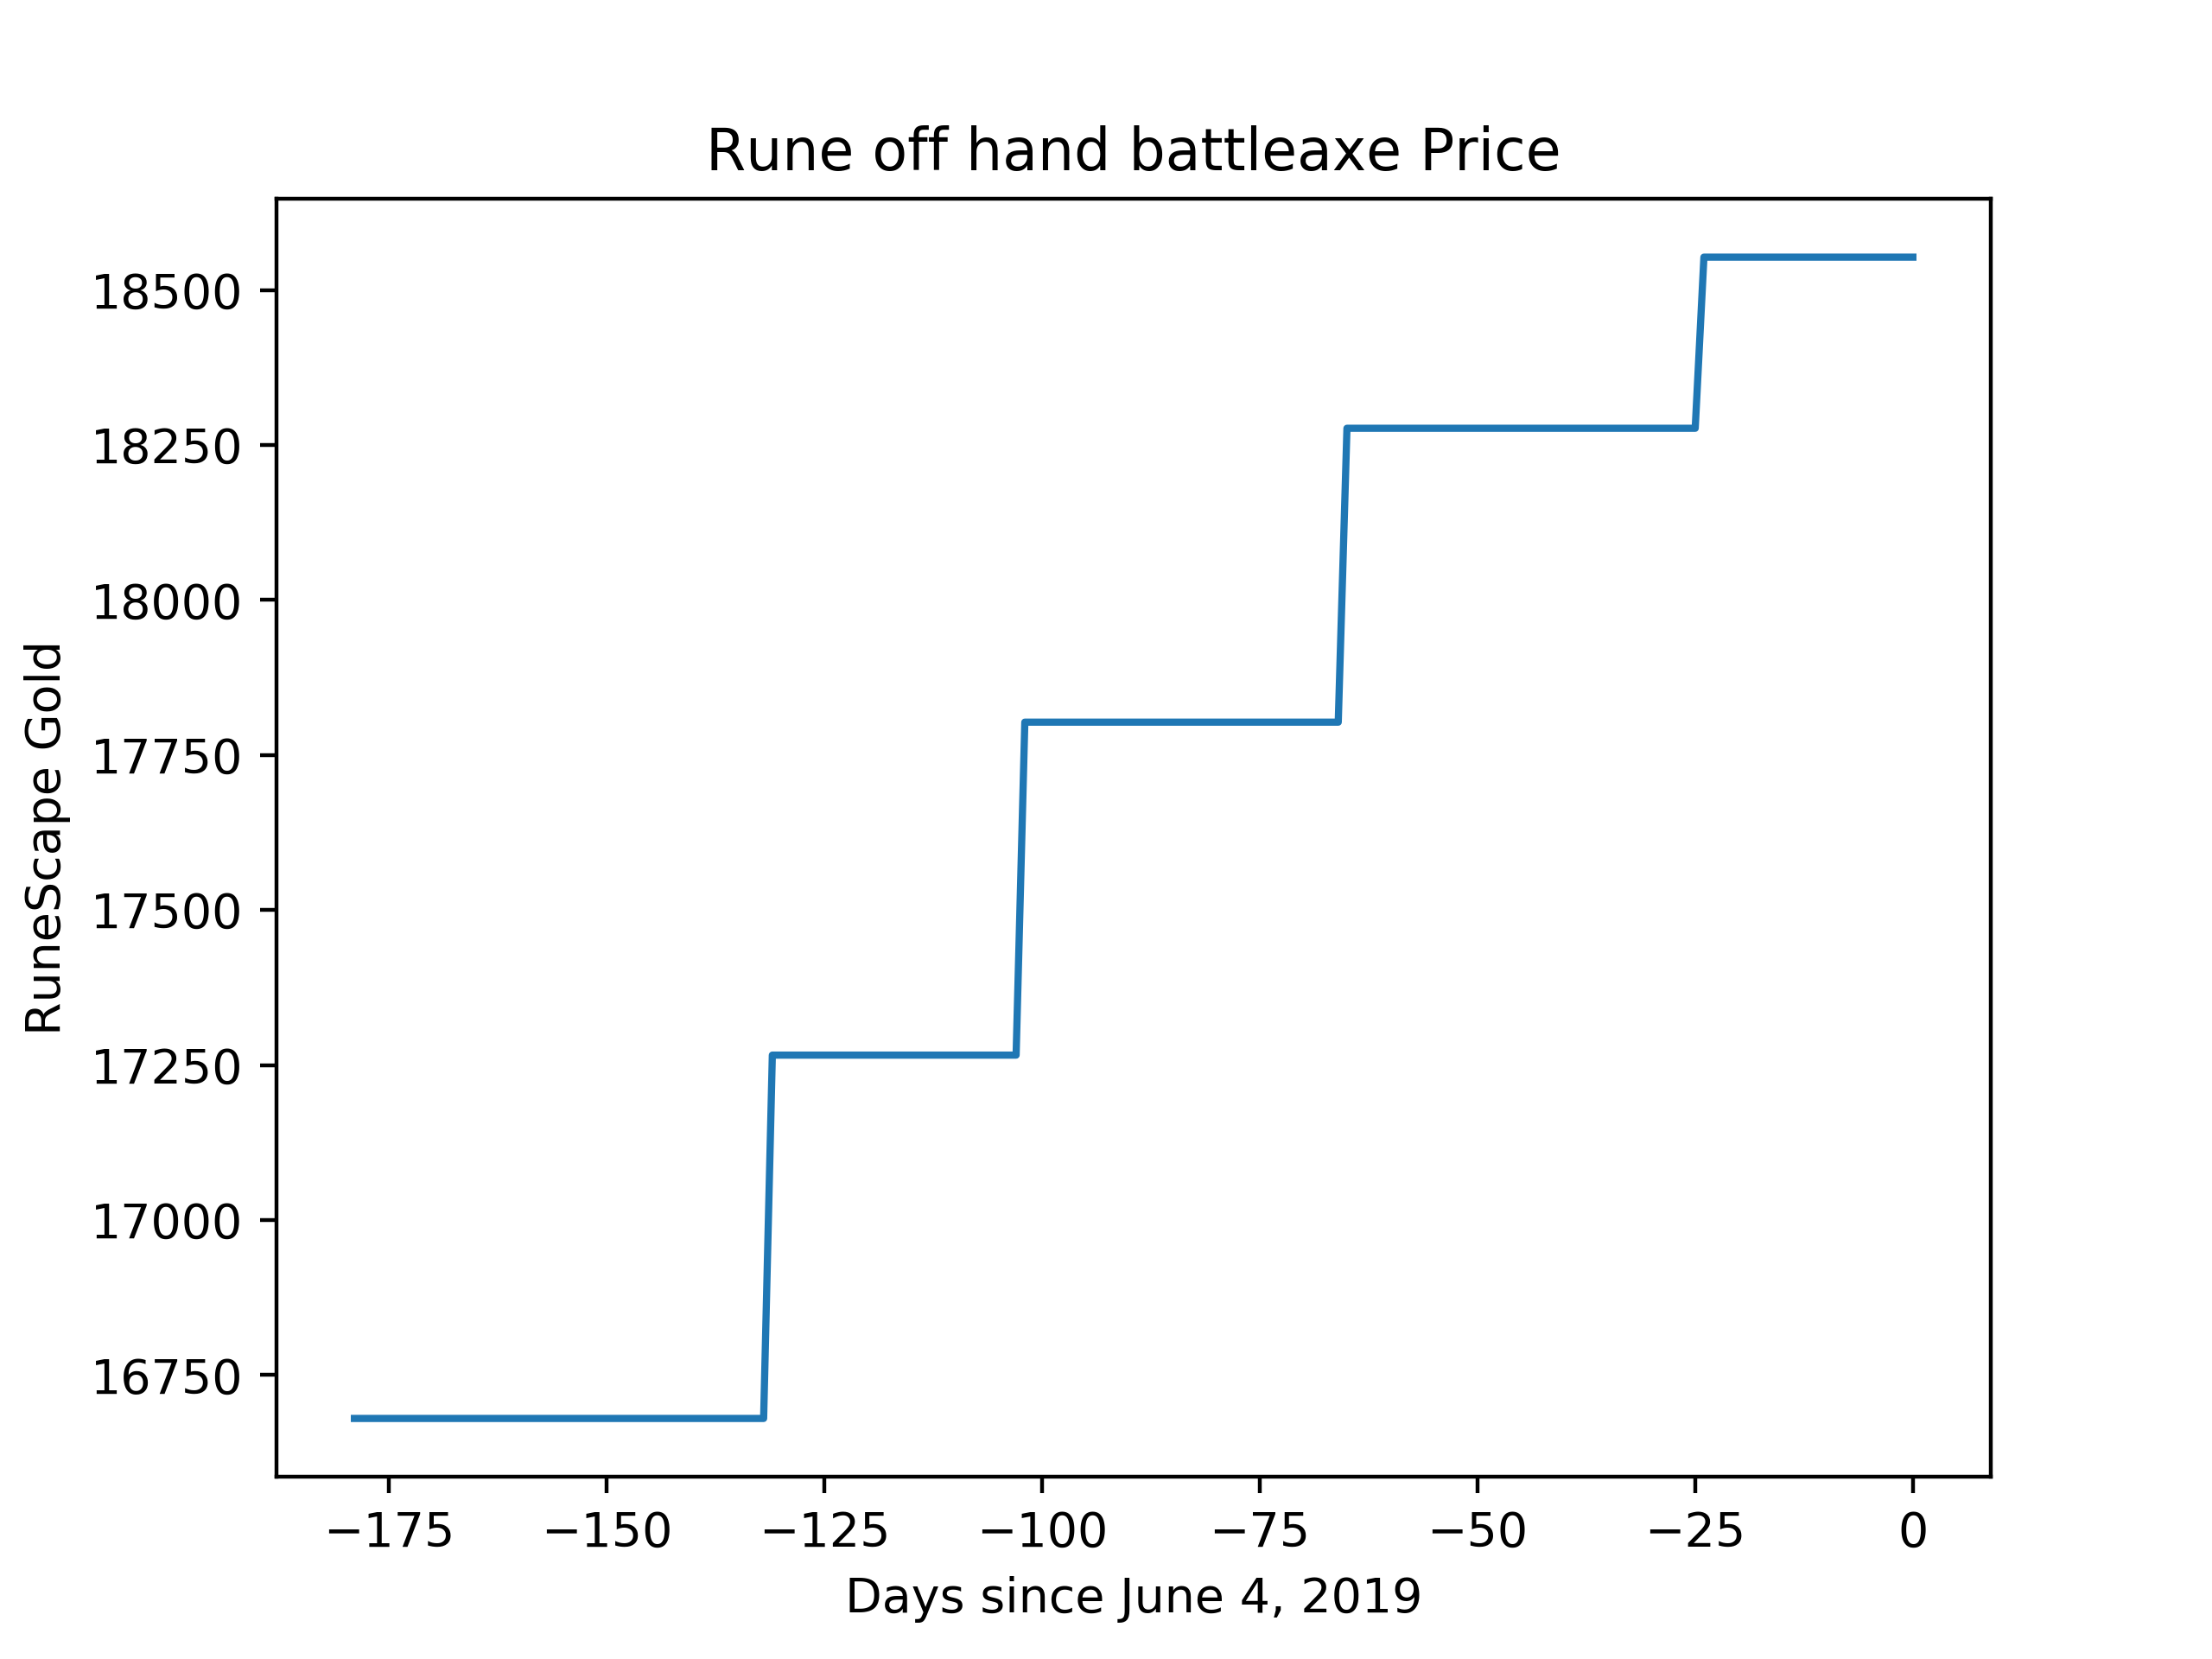 Rune off hand battleaxe Price
RuneScape Gold
18500
18250
18000
17750
17500
17250
17000
16750
−175 −150 −125 −100 −75 −50 −25 0
Days since June 4, 2019